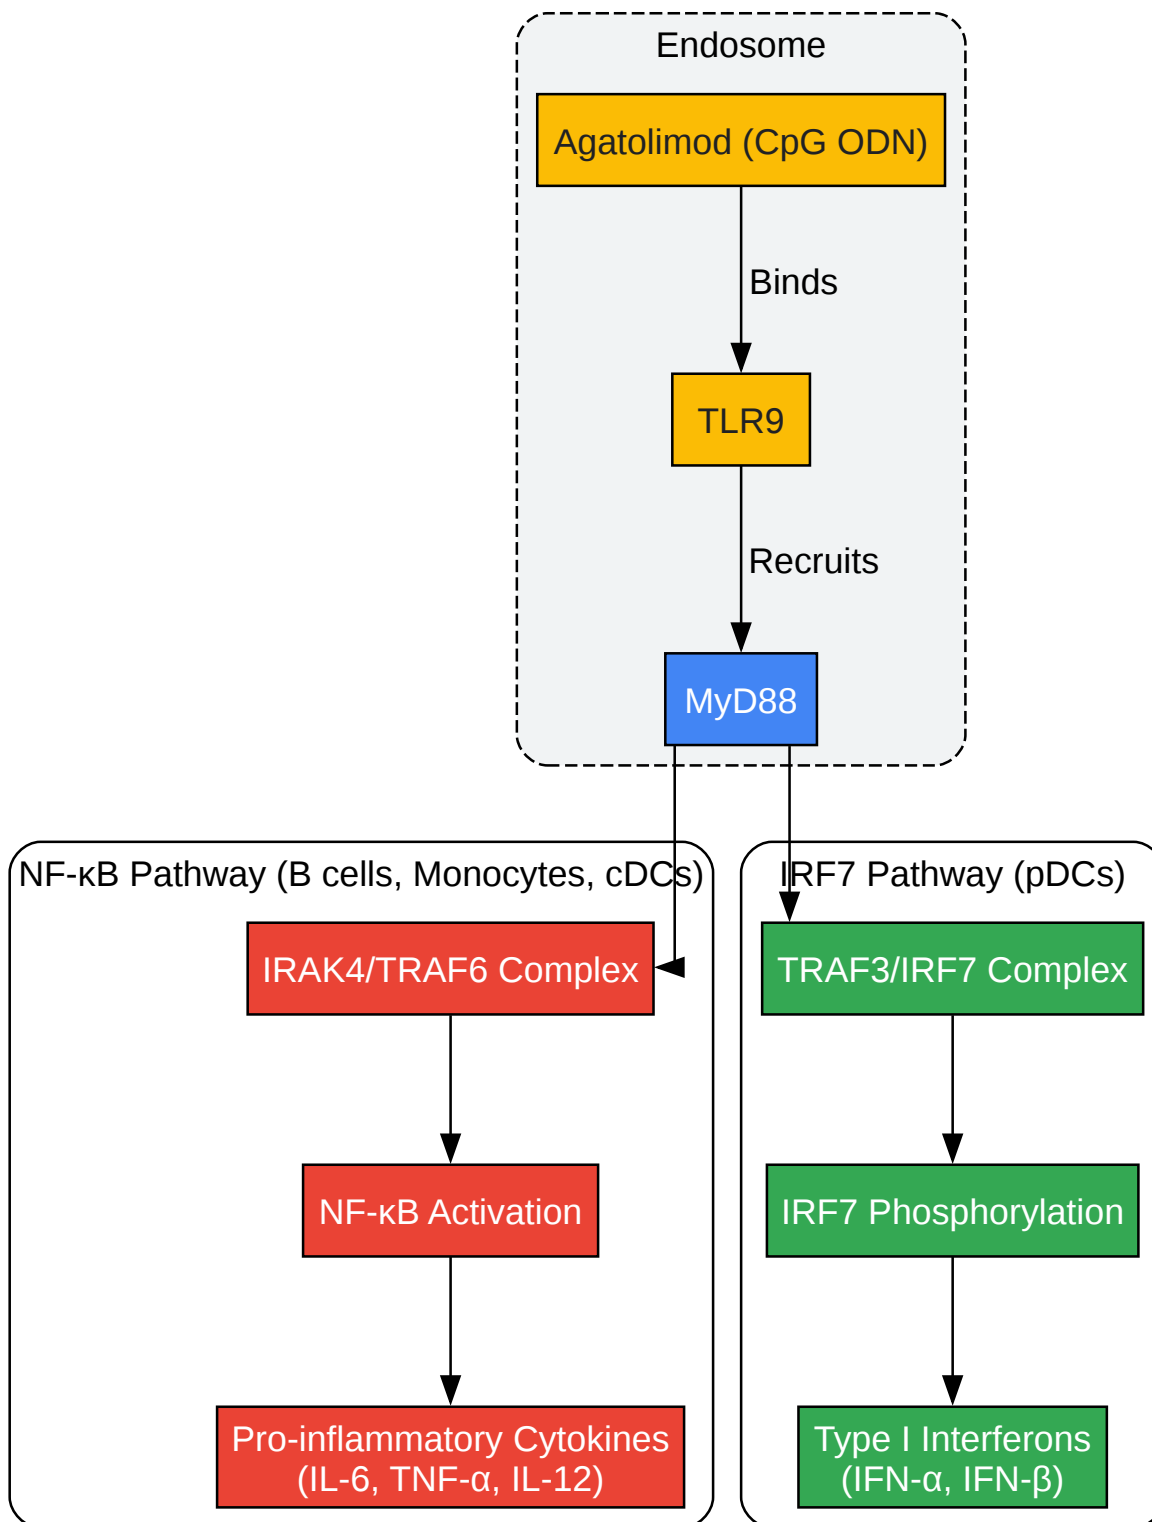 Endosome
Agatolimod (CpG ODN)
Binds
TLR9
Recruits
MyD88
NF-κB Pathway (B cells, Monocytes, cDCs)
IRAK4/TRAF6 Complex
NF-κB Activation
Pro-inflammatory Cytokines
(IL-6, TNF-α, IL-12)
IRF7 Pathway (pDCs)
TRAF3/IRF7 Complex
IRF7 Phosphorylation
Type I Interferons
(IFN-α, IFN-β)